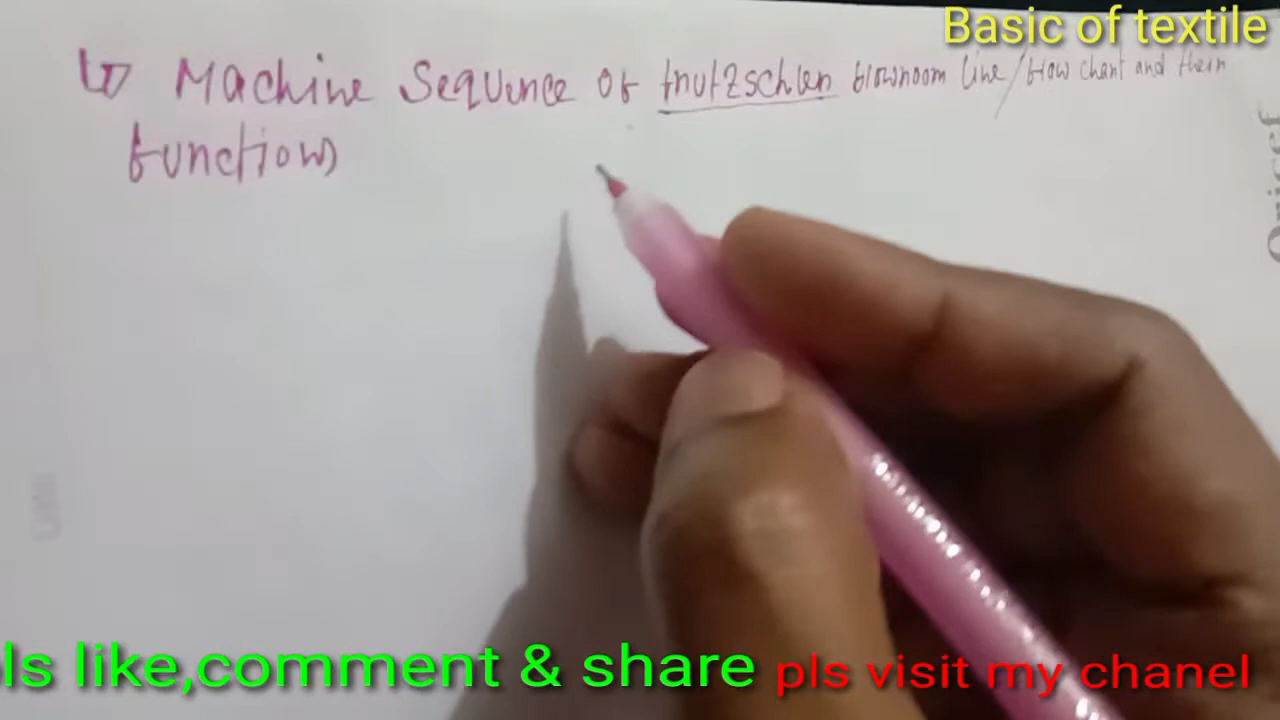 Basic of textile
Machine Sequence of trutzschler blowroom line/flow chart and their
functions
ls like,comment & share pls visit my chanel